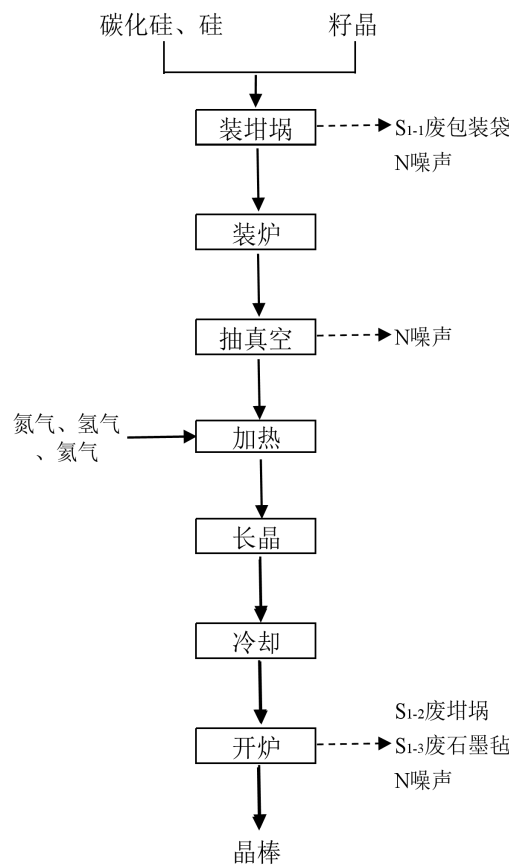 碳化硅、硅
籽晶
装坩埚
S1-1废包装袋
N噪声
装炉
抽真空
N噪声
氮气、氢气
、氦气
加热
长晶
冷却
S1-2废坩埚
开炉
S1-3废石墨毡
N噪声
晶棒